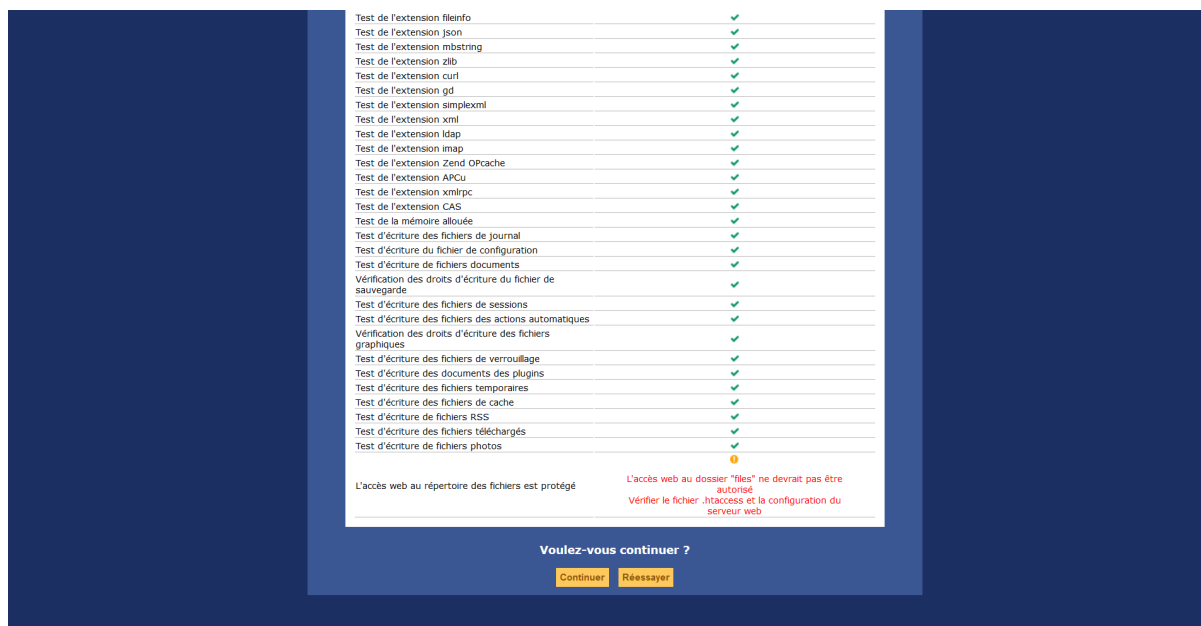 Test de l'extension fileinfo
Test de l'extension json
Test de l'extension mbstring
Test de l'extension zlib
Test de l'extension curl
Test de l'extension gd
Test de l'extension simplexml
Test de l'extension xml
Test de l'extension ldap
Test de l'extension imap
Test de l'extension Zend OPcache
Test de l'extension APCu
Test de l'extension xmlrpc
Test de l'extension CAS
Test de la mémoire allouée
Test d'écriture des fichiers de journal
Test d'écriture du fichier de configuration
Test d'écriture de fichiers documents
Vérification des droits d'écriture du fichier de
sauvegarde
Test d'écriture des fichiers de sessions
Test d'écriture des fichiers des actions automatiques
Vérification des droits d'écriture des fichiers
graphiques
Test d'écriture des fichiers de verrouillage
Test d'écriture des documents des plugins
Test d'écriture des fichiers temporaires
Test d'écriture des fichiers de cache
Test d'écriture de fichiers RSS
Test d'écriture des fichiers téléchargés
Test d'écriture de fichiers photos
L'accès web au répertoire des fichiers est protégé
L'accès web au dossier "files" ne devrait pas être
autorisé
Vérifier le fichier .htaccess et la configuration du
serveur web
Voulez-vous continuer ?
Continuer
Réessayer